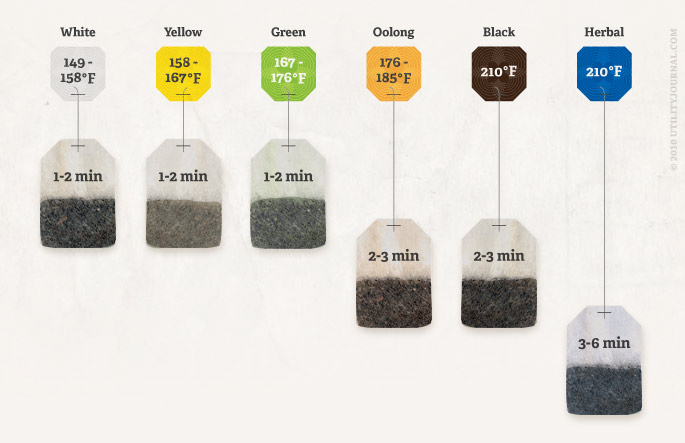 White
Yellow
Green
Oolong
Black
Herbal
149 -
158°F
158 -
167°F
167 -
176°F
176 -
185°F
210°F
210°F
1-2 min
1-2 min
1-2 min
2-3 min
2-3 min
3-6 min
© 2010 UTILITYJOURNAL.COM